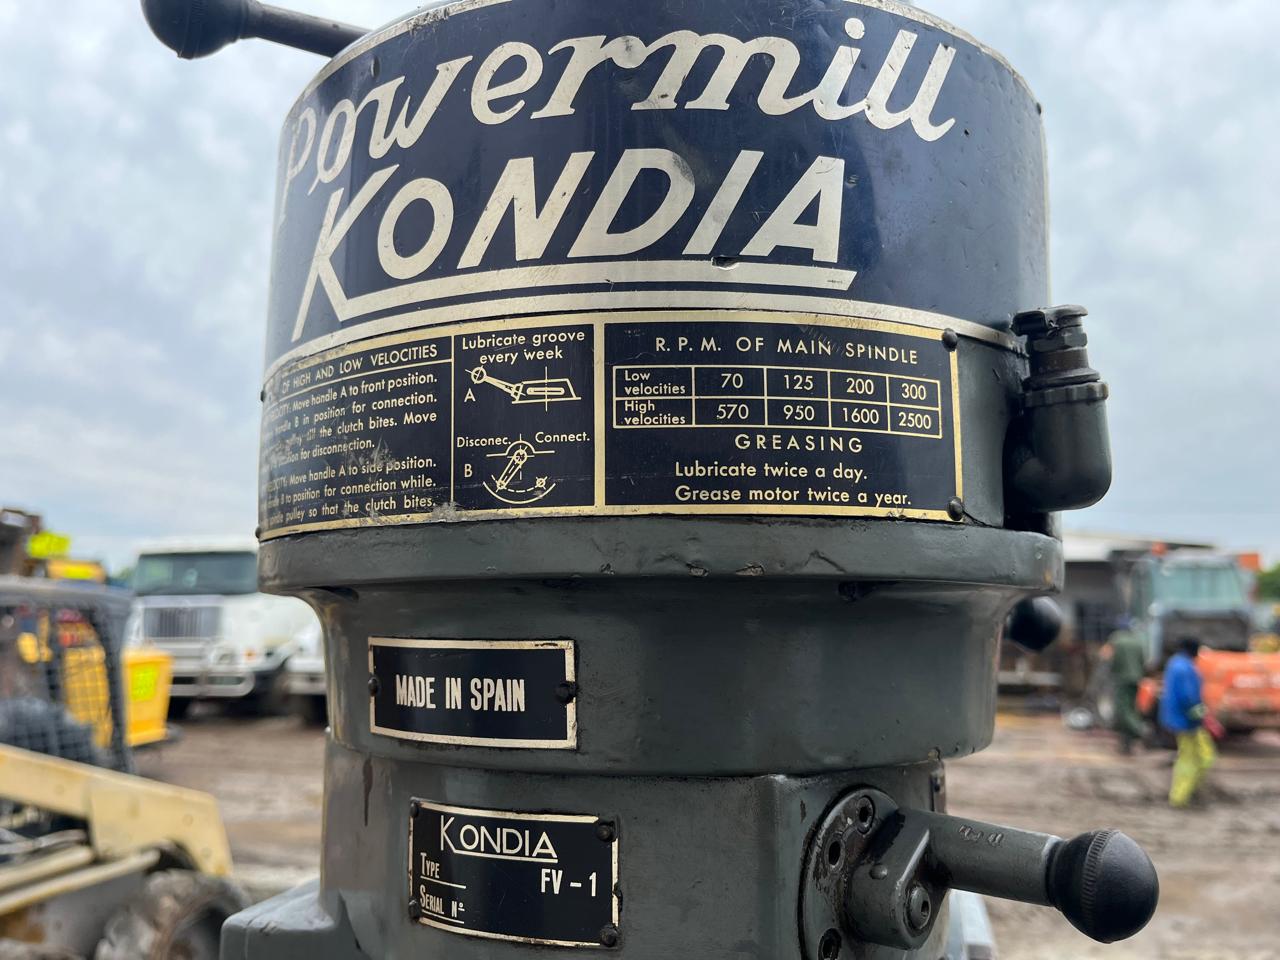 Powermill
KONDIA
OF HIGH AND LOW VELOCITIES
Move handle A to front position.
handle B in position for connection.
pulley till the clutch bites. Move
position for disconnection.
Move handle A to side position.
B to position for connection while.
spindle pulley so that the clutch bites.
Lubricate groove
every week
A
Disconec. Connect.
B
R.P.M. OF MAIN SPINDLE
Low velocities 70 125 200 300
High velocities 570 950 1600 2500
GREASING
Lubricate twice a day.
Grease motor twice a year.
MADE IN SPAIN
KONDIA
TYPE FV-1
SERIAL Nº